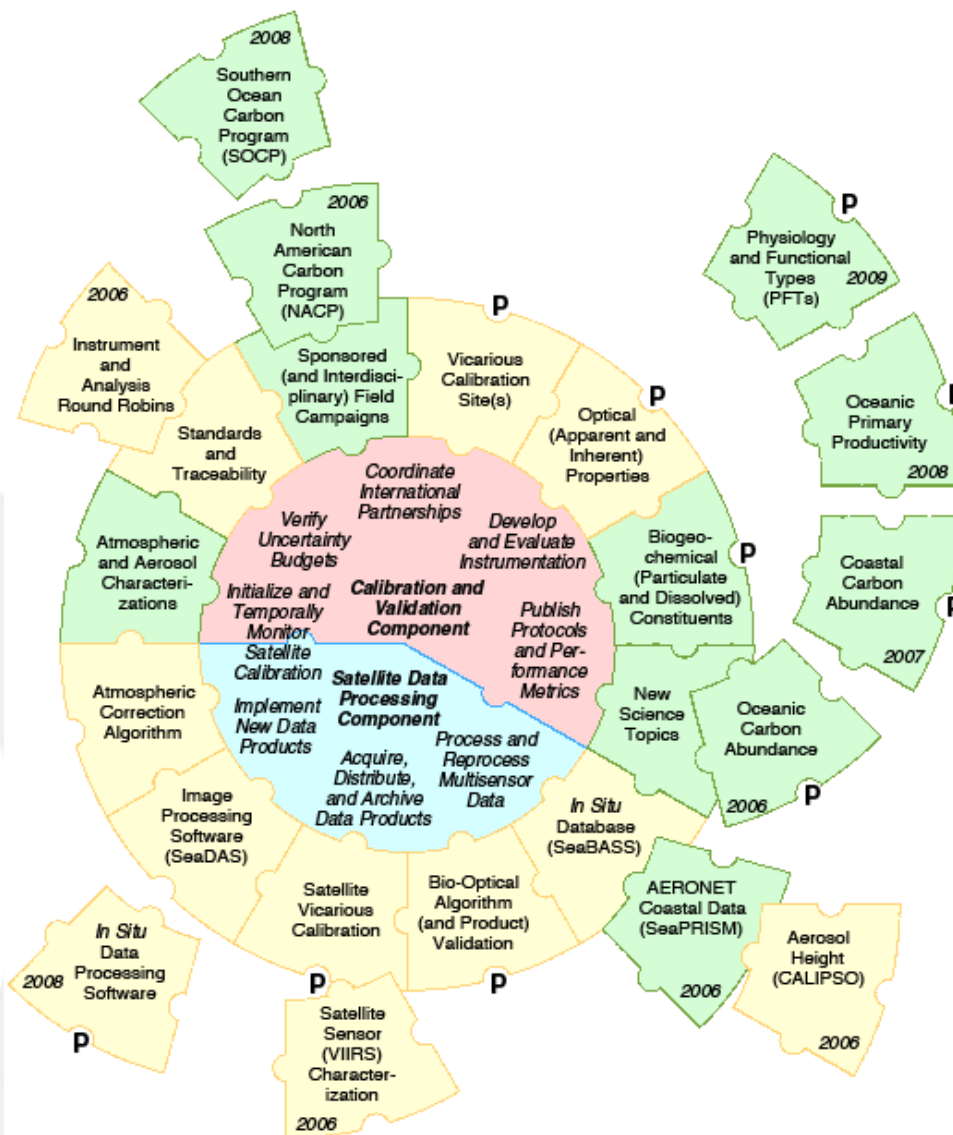 2008
Southern
Ocean
Carbon
Program
(SOCP)
2006
North
American
Carbon
Program
(NACP)
P
Physiology
and Functional
Types
(PFTs)
2009
2006
Instrument
and
Analysis
Round Robins
Standards
and
Traceability
Sponsored
(and Interdisci-
plinary) Field
Campaigns
P
Vicarious
Calibration
Site(s)
P
Optical
(Apparent and
Inherent)
Properties
P
Oceanic
Primary
Productivity
2008
Atmospheric
and Aerosol
Characteri-
zations
Coordinate
International
Partnerships
Verify
Uncertainty
Budgets
Develop
and Evaluate
Instrumentation
Initialize and
Temporally
Monitor
Satellite
Calibration
Calibration and
Validation
Component
Publish
Protocols
and Per-
formance
Metrics
P
Biogeo-
chemical
(Particulate
and Dissolved)
Constituents
Coastal
Carbon
Abundance
P
2007
Atmospheric
Correction
Algorithm
Satellite Data
Processing
Component
Implement
New Data
Products
Acquire,
Distribute,
and Archive
Data Products
Process and
Reprocess
Multisensor
Data
New
Science
Topics
Oceanic
Carbon
Abundance
2006
P
Image
Processing
Software
(SeaDAS)
Satellite
Vicarious
Calibration
P
Bio-Optical
Algorithm
(and Product)
Validation
P
In Situ
Database
(SeaBASS)
AERONET
Coastal Data
(SeaPRISM)
2006
Aerosol
Height
(CALIPSO)
2006
In Situ
Data
Processing
Software
2008
P
Satellite
Sensor
(VIIRS)
Character-
ization
2006